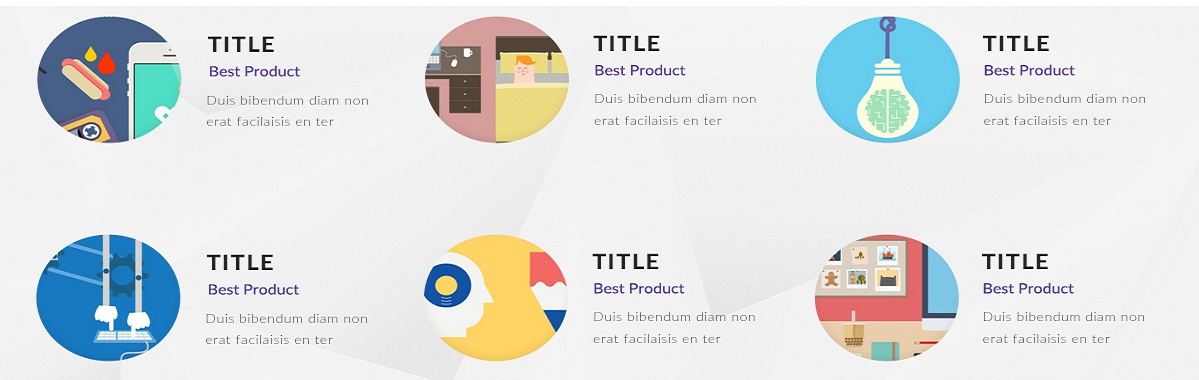 TITLE
Best Product
Duis bibendum diam non
erat facilaisis en ter
TITLE
Best Product
Duis bibendum diam non
erat facilaisis en ter
TITLE
Best Product
Duis bibendum diam non
erat facilaisis en ter
TITLE
Best Product
Duis bibendum diam non
erat facilaisis en ter
TITLE
Best Product
Duis bibendum diam non
erat facilaisis en ter
TITLE
Best Product
Duis bibendum diam non
erat facilaisis en ter